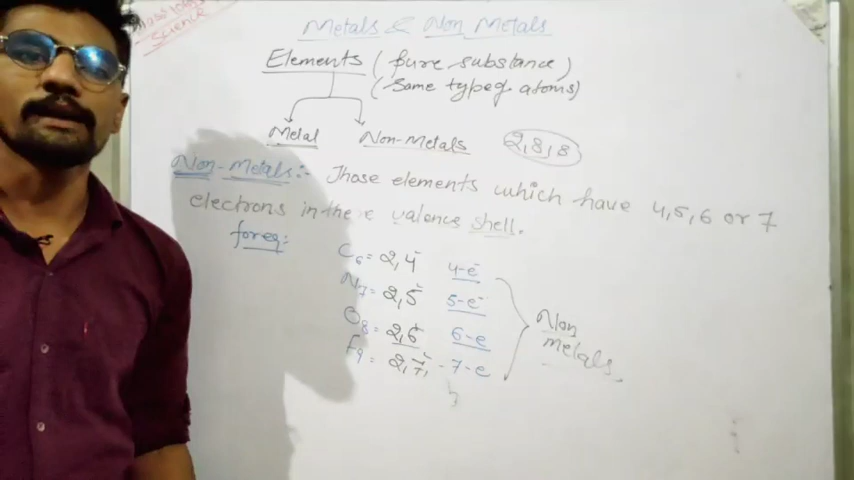 Science
Metals & Non Metals
Elements (Pure substance)
(Same type of atoms)
Metal Non-Metals 2,8,8
Non-Metals:- Those elements which have 4,5,6 or 7
electrons in there valence shell.
for eg:
C6 = 2,4 4-e⁻
N7 = 2,5 5-e⁻
O8 = 2,6 6-e
F9 = 2,7, - 7-e
Non
metals